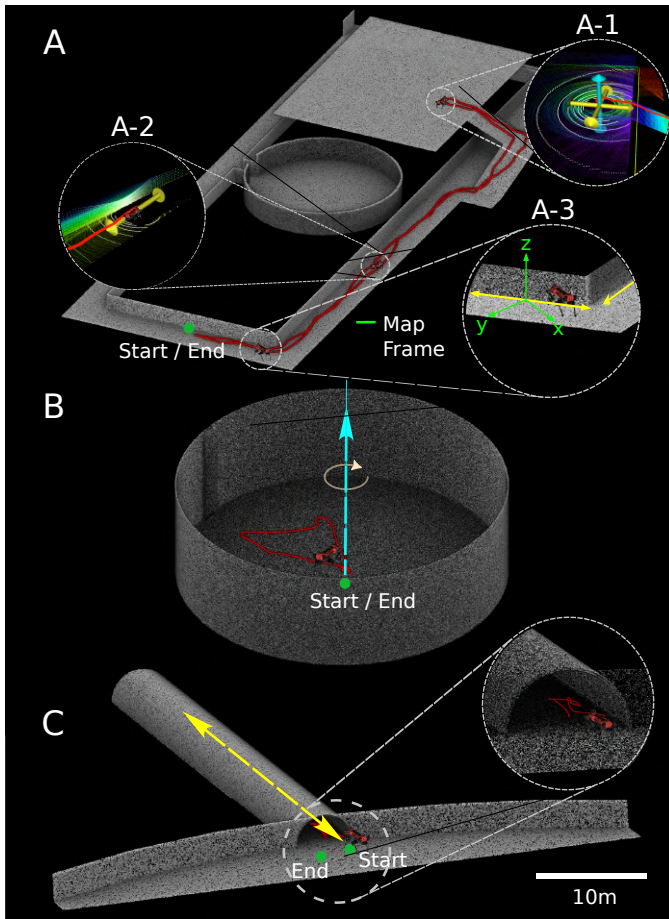 A
A-1
A-2
A-3
z
y
x
Start / End
Map
Frame
B
Start / End
C
End
Start
10m